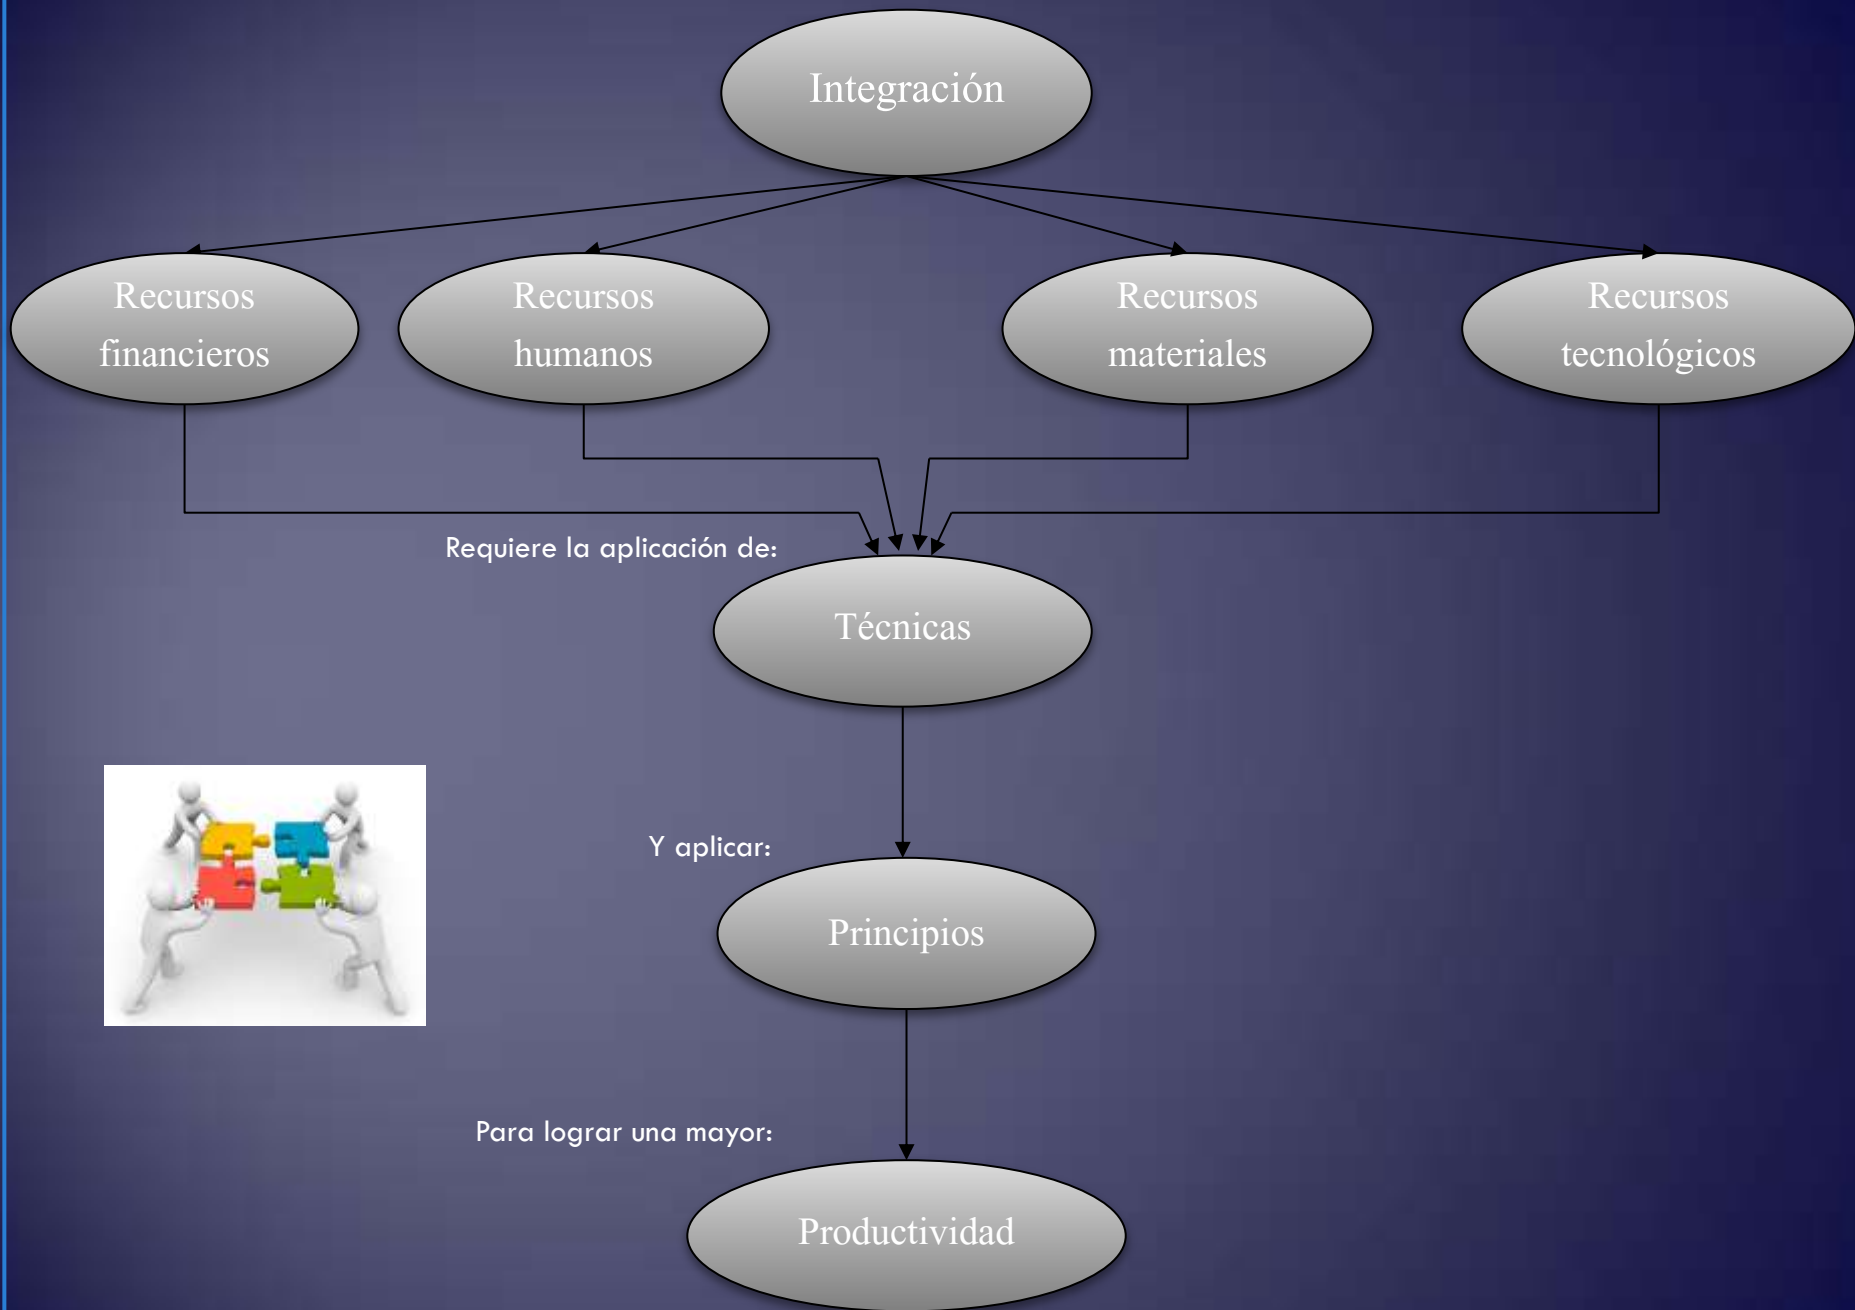 Integración
Recursos
financieros
Recursos
humanos
Recursos
materiales
Recursos
tecnológicos
Requiere la aplicación de:
Técnicas
Y aplicar:
Principios
Para lograr una mayor:
Productividad